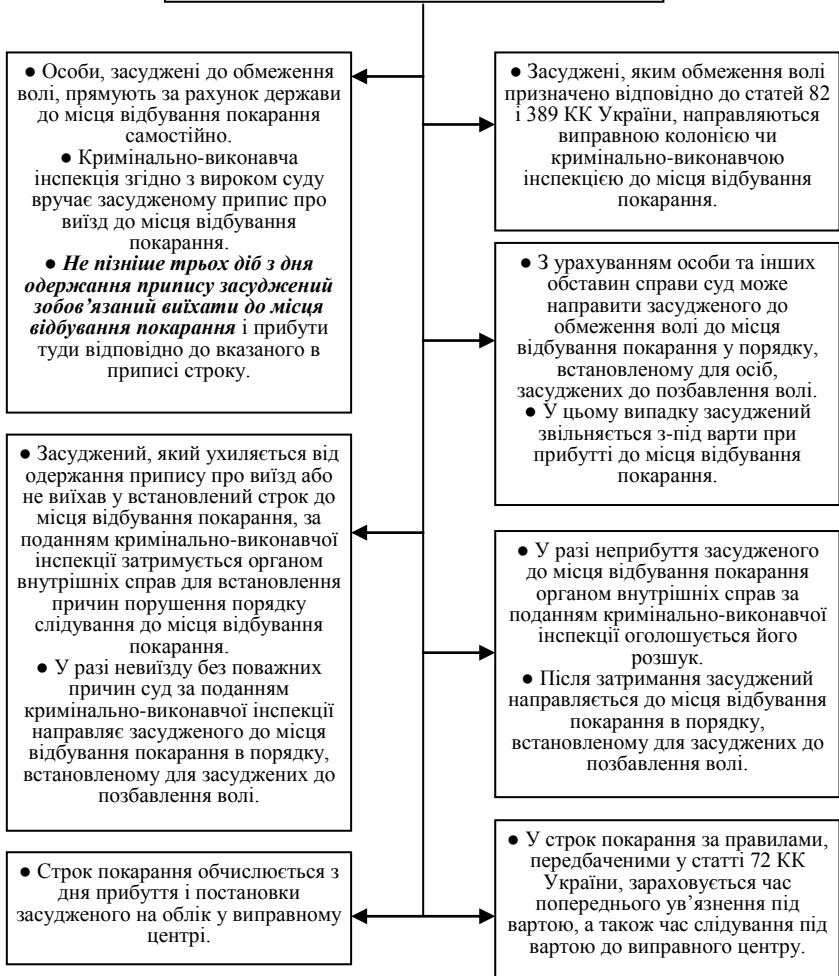 ● Особи, засуджені до обмеження
волі, прямують за рахунок держави
до місця відбування покарання
самостійно.
● Кримінально-виконавча
інспекція згідно з вироком суду
вручає засудженому припис про
виїзд до місця відбування
покарання.
● Не пізніше трьох діб з дня
одержання припису засуджений
зобов’язаний виїхати до місця
відбування покарання і прибути
туди відповідно до вказаного в
приписі строку.
● Засуджені, яким обмеження волі
призначено відповідно до статей 82
і 389 КК України, направляються
виправною колонією чи
кримінально-виконавчою
інспекцією до місця відбування
покарання.
● З урахуванням особи та інших
обставин справи суд може
направити засудженого до
обмеження волі до місця
відбування покарання у порядку,
встановленому для осіб,
засуджених до позбавлення волі.
● У цьому випадку засуджений
звільняється з-під варти при
прибутті до місця відбування
покарання.
● Засуджений, який ухиляється від
одержання припису про виїзд або
не виїхав у встановлений строк до
місця відбування покарання, за
поданням кримінально-виконавчої
інспекції затримується органом
внутрішніх справ для встановлення
причин порушення порядку
слідування до місця відбування
покарання.
● У разі невиїзду без поважних
причин суд за поданням
кримінально-виконавчої інспекції
направляє засудженого до місця
відбування покарання в порядку,
встановленому для засуджених до
позбавлення волі.
● У разі неприбуття засудженого
до місця відбування покарання
органом внутрішніх справ за
поданням кримінально-виконавчої
інспекції оголошується його
розшук.
● Після затримання засуджений
направляється до місця відбування
покарання в порядку,
встановленому для засуджених до
позбавлення волі.
● Строк покарання обчислюється з
дня прибуття і постановки
засудженого на облік у виправному
центрі.
● У строк покарання за правилами,
передбаченими у статті 72 КК
України, зараховується час
попереднього ув’язнення під
вартою, а також час слідування під
вартою до виправного центру.